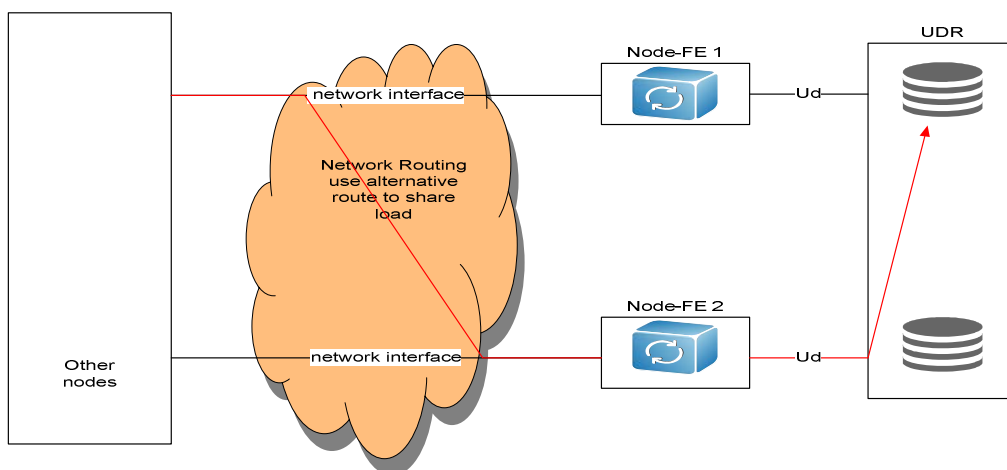 UDR
Node-FE 1
network interface
Ud
Network Routing
use alternative
route to share
load
Node-FE 2
network interface
Ud
Other
nodes